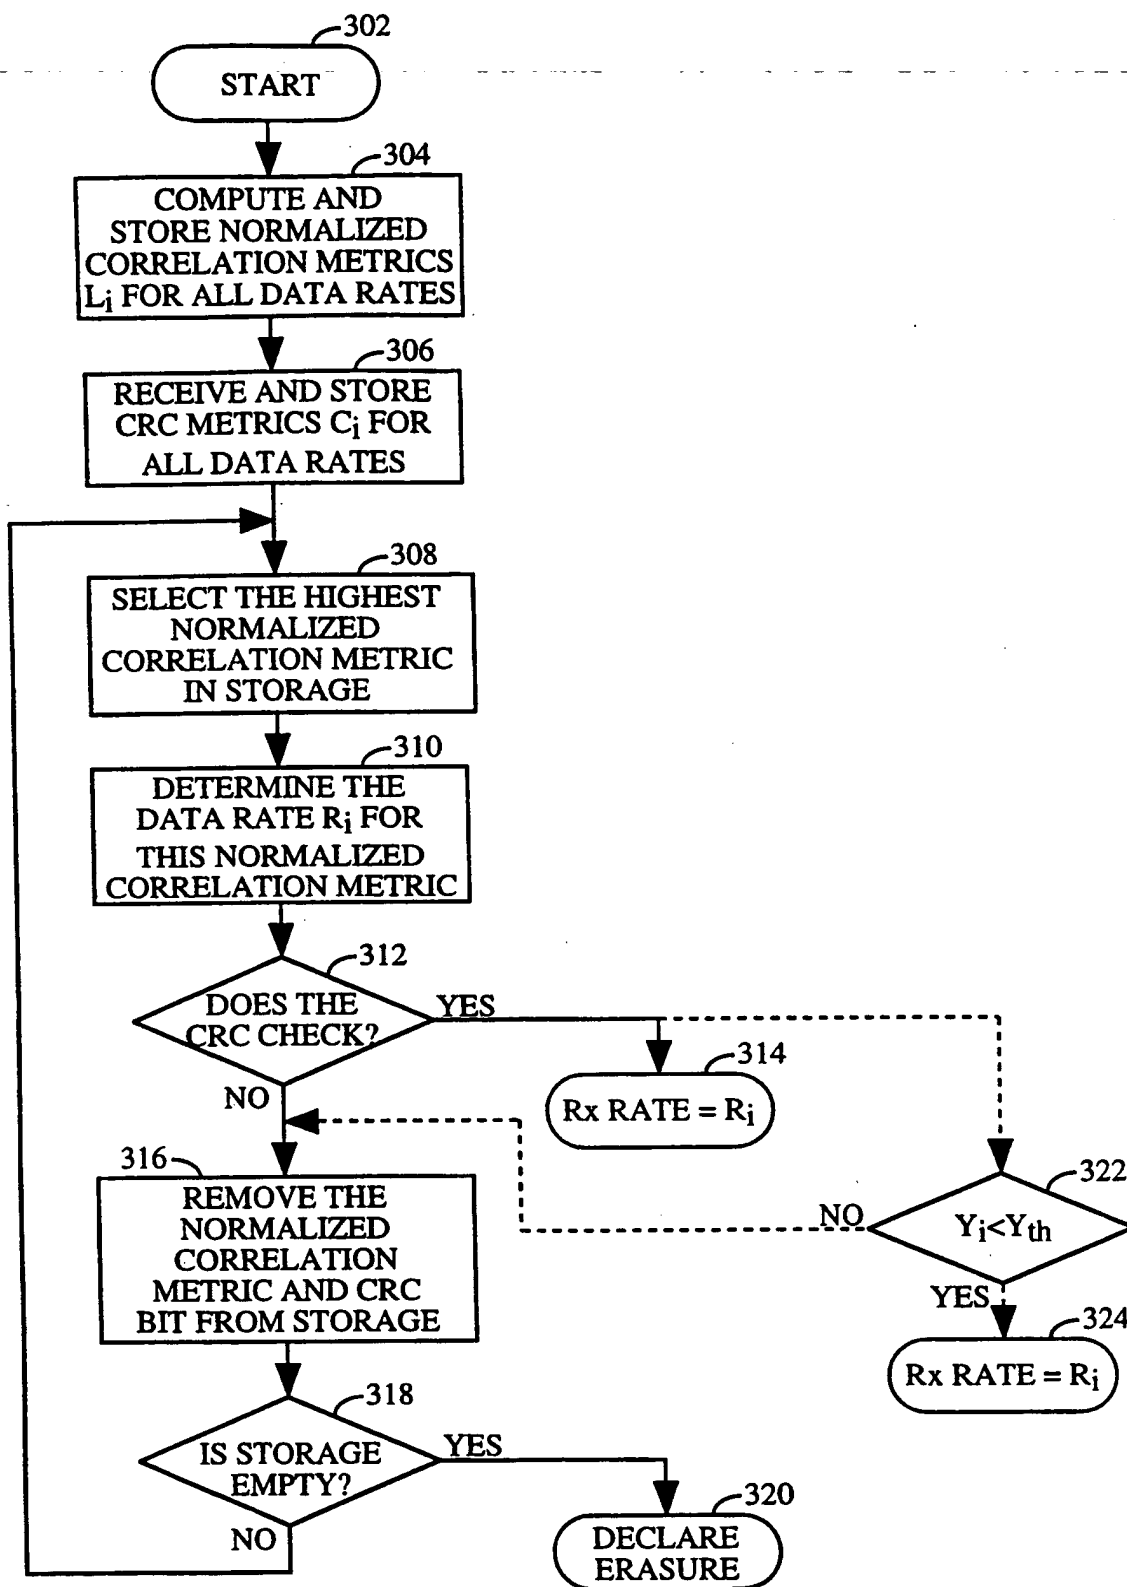 302
START
304
COMPUTE AND
STORE NORMALIZED
CORRELATION METRICS
Li FOR ALL DATA RATES
306
RECEIVE AND STORE
CRC METRICS Ci FOR
ALL DATA RATES
308
SELECT THE HIGHEST
NORMALIZED
CORRELATION METRIC
IN STORAGE
310
DETERMINE THE
DATA RATE Ri FOR
THIS NORMALIZED
CORRELATION METRIC
312
DOES THE
CRC CHECK?
YES
NO
314
Rx RATE = Ri
316
REMOVE THE
NORMALIZED
CORRELATION
METRIC AND CRC
BIT FROM STORAGE
322
Yi<Yth
NO
YES
324
Rx RATE = Ri
318
IS STORAGE
EMPTY?
YES
NO
320
DECLARE
ERASURE